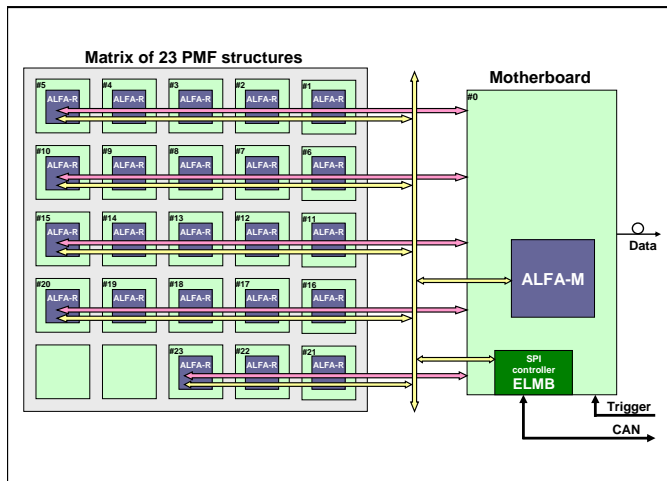 Matrix of 23 PMF structures
Motherboard
#5 #4 #3 #2 #1 #0
ALFA-R ALFA-R ALFA-R ALFA-R ALFA-R
#10 #9 #8 #7 #6
ALFA-R ALFA-R ALFA-R ALFA-R ALFA-R
#15 #14 #13 #12 #11
ALFA-R ALFA-R ALFA-R ALFA-R ALFA-R
Data
ALFA-M
#20 #19 #18 #17 #16
ALFA-R ALFA-R ALFA-R ALFA-R ALFA-R
#23 #22 #21
ALFA-R ALFA-R ALFA-R
SPI
controller
ELMB
Trigger
CAN